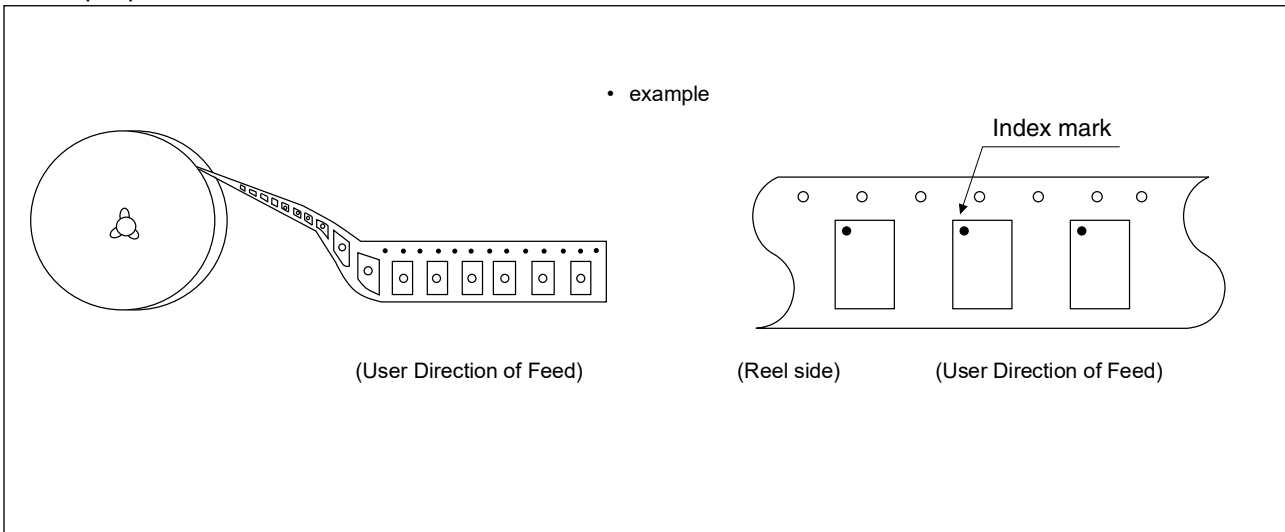 • example
Index mark
(User Direction of Feed)
(Reel side)
(User Direction of Feed)